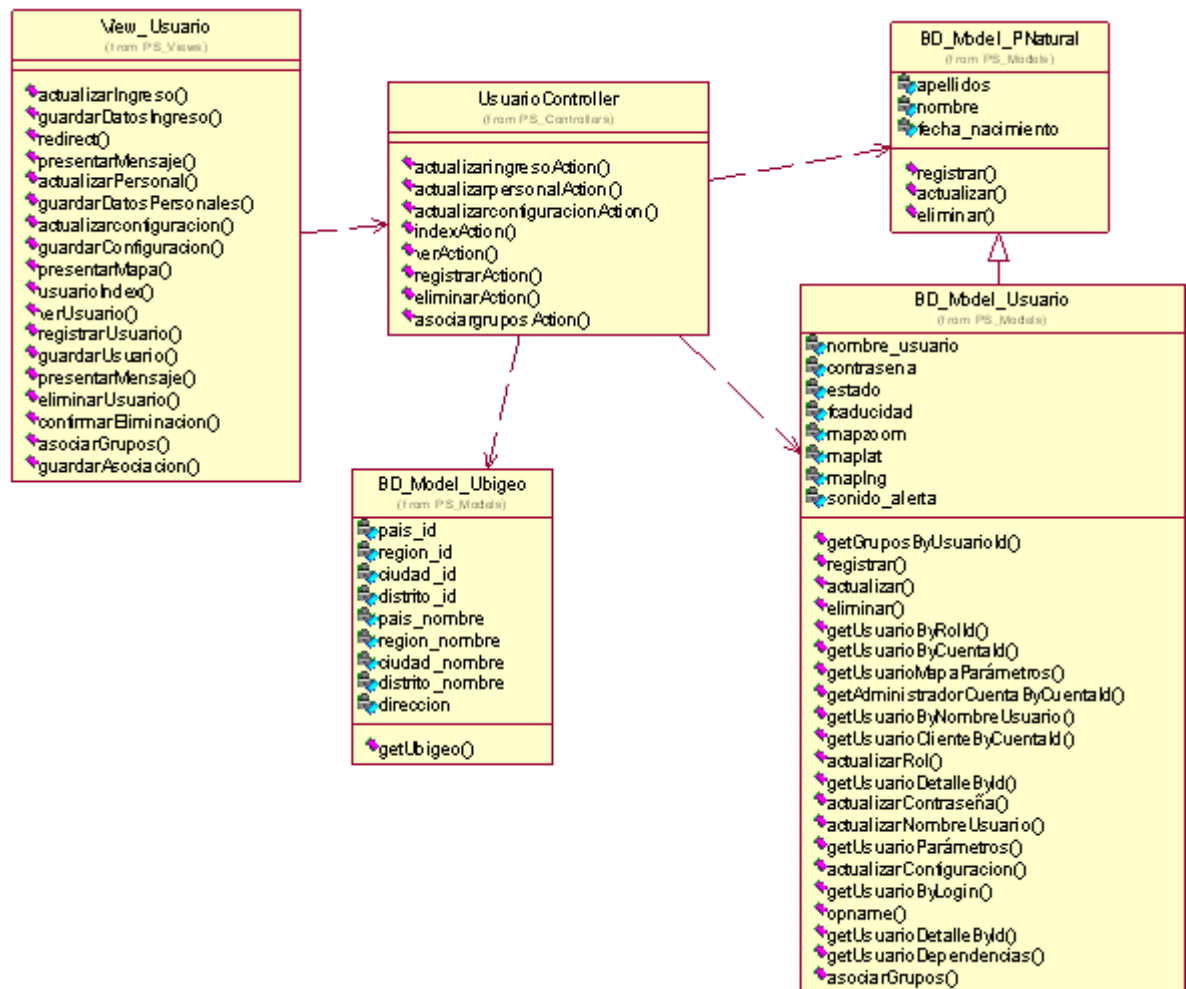 View_Usuario
(from PS_Views)
actualizarIngreso()
guardarDatosIngreso()
redirect()
presentarMensaje()
actualizarPersonal()
guardarDatosPersonales()
actualizarconfiguracion()
guardarConfiguracion()
presentarMapa()
usuarioIndex()
verUsuario()
registrarUsuario()
guardarUsuario()
presentarMensaje()
eliminarUsuario()
confirmarEliminacion()
asociarGrupos()
guardarAsociacion()
UsuarioController
(from PS_Controllers)
actualizaringresoAction()
actualizarpersonalAction()
actualizarconfiguracionAction()
indexAction()
verAction()
registrarAction()
eliminarAction()
asociargruposAction()
BD_Model_PNatural
(from PS_Models)
apellidos
nombre
fecha_nacimiento
registrar()
actualizar()
eliminar()
BD_Model_Ubigeo
(from PS_Models)
pais_id
region_id
ciudad_id
distrito_id
pais_nombre
region_nombre
ciudad_nombre
distrito_nombre
direccion
getUbigeo()
BD_Model_Usuario
(from PS_Models)
nombre_usuario
contrasena
estado
fcaducidad
mapzoom
maplat
maplng
sonido_alerta
getGruposByUsuarioId()
registrar()
actualizar()
eliminar()
getUsuarioByRolId()
getUsuarioByCuentaId()
getUsuarioMapaParámetros()
getAdministradorCuentaByCuentaId()
getUsuarioByNombreUsuario()
getUsuarioClienteByCuentaId()
actualizarRol()
getUsuarioDetalleById()
actualizarContraseña()
actualizarNombreUsuario()
getUsuarioParámetros()
actualizarConfiguracion()
getUsuarioByLogin()
opname()
getUsuarioDetalleById()
getUsuarioDependencias()
asociarGrupos()